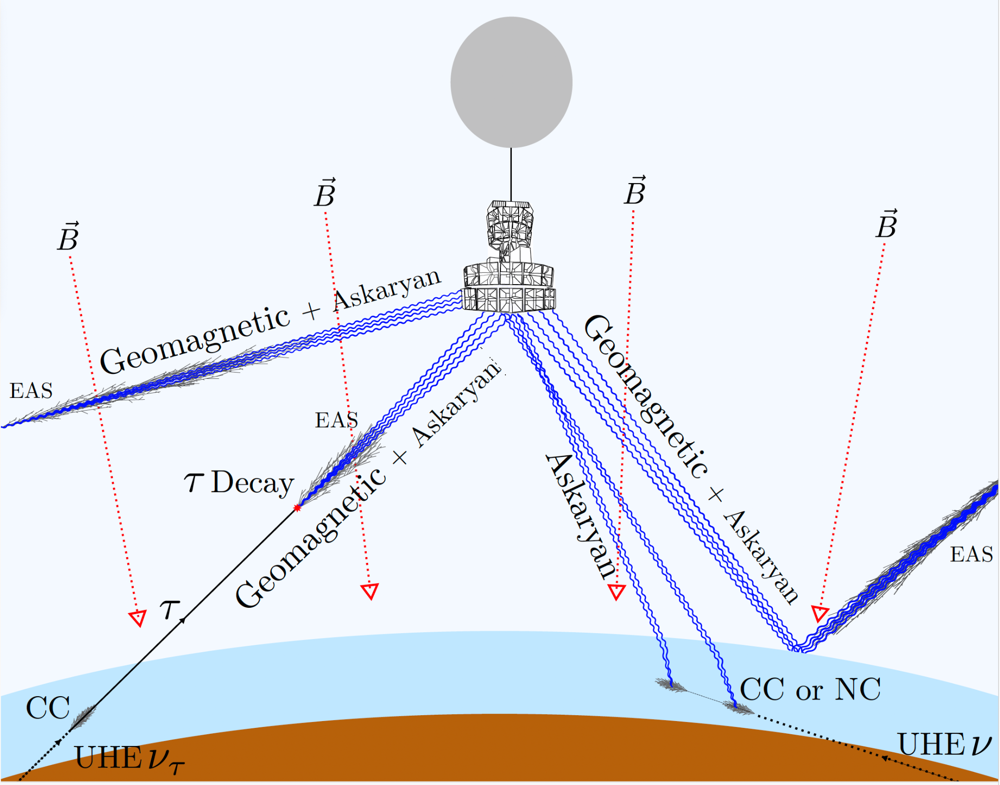 B⃗
B⃗
B⃗
B⃗
Geomagnetic + Askaryan
EAS
EAS
Geomagnetic + Askaryan
τ Decay
τ
Askaryan
Geomagnetic + Askaryan
EAS
CC
UHE ν_τ
CC or NC
UHE ν